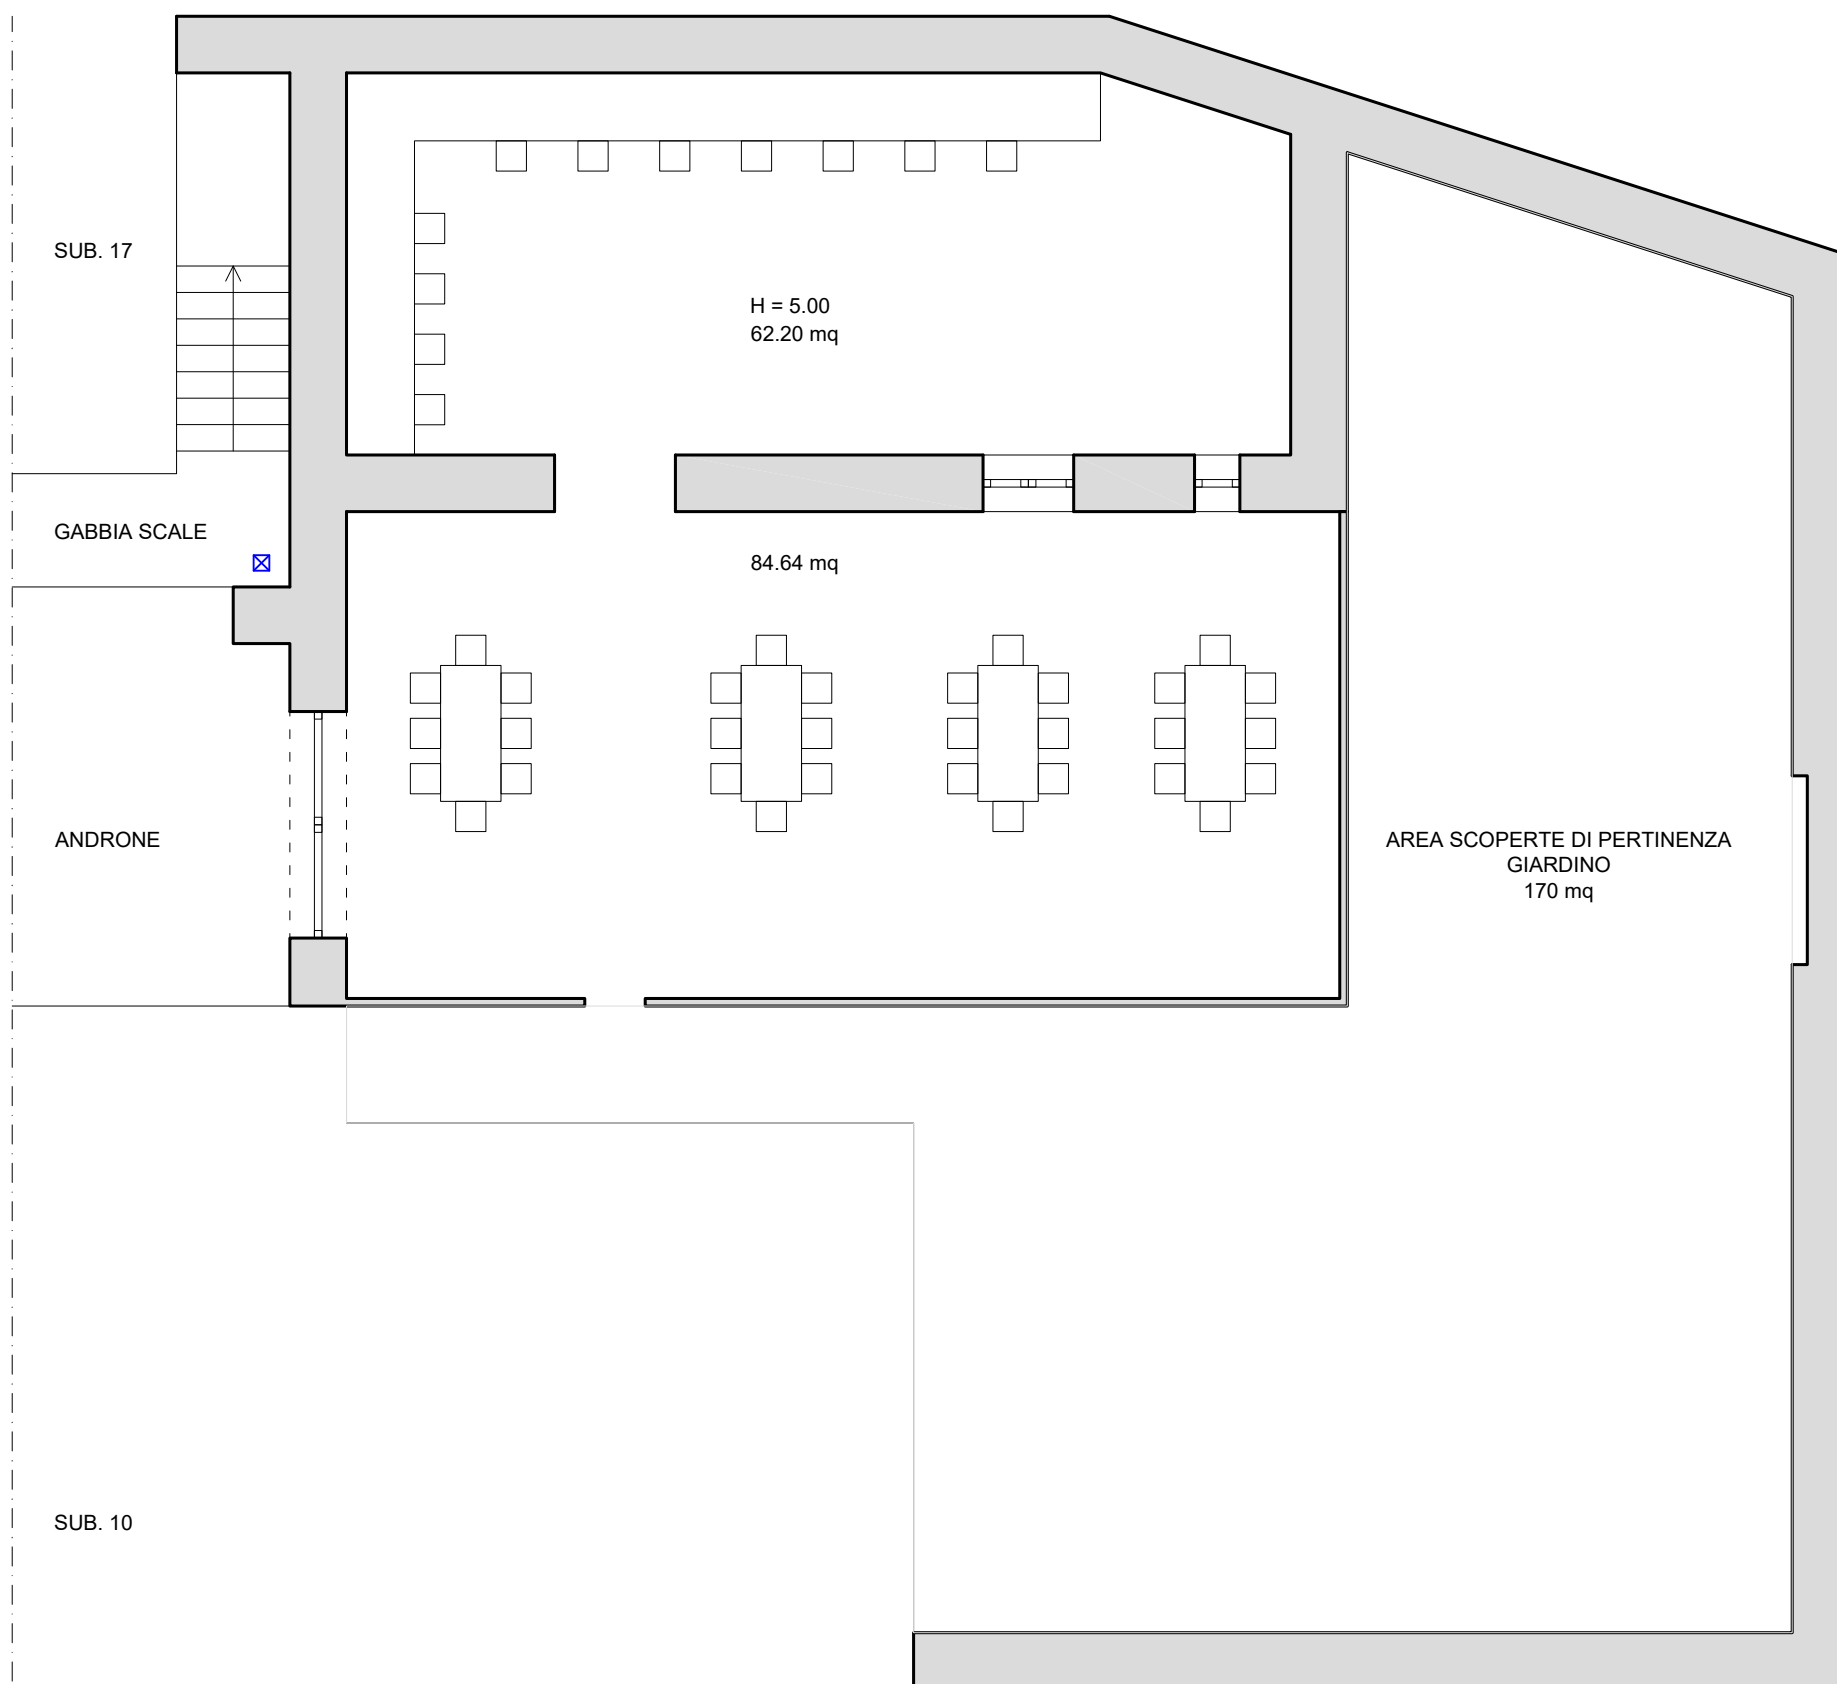 SUB. 17
H = 5.00
62.20 mq
GABBIA SCALE
84.64 mq
ANDRONE
AREA SCOPERTE DI PERTINENZA
GIARDINO
170 mq
SUB. 10